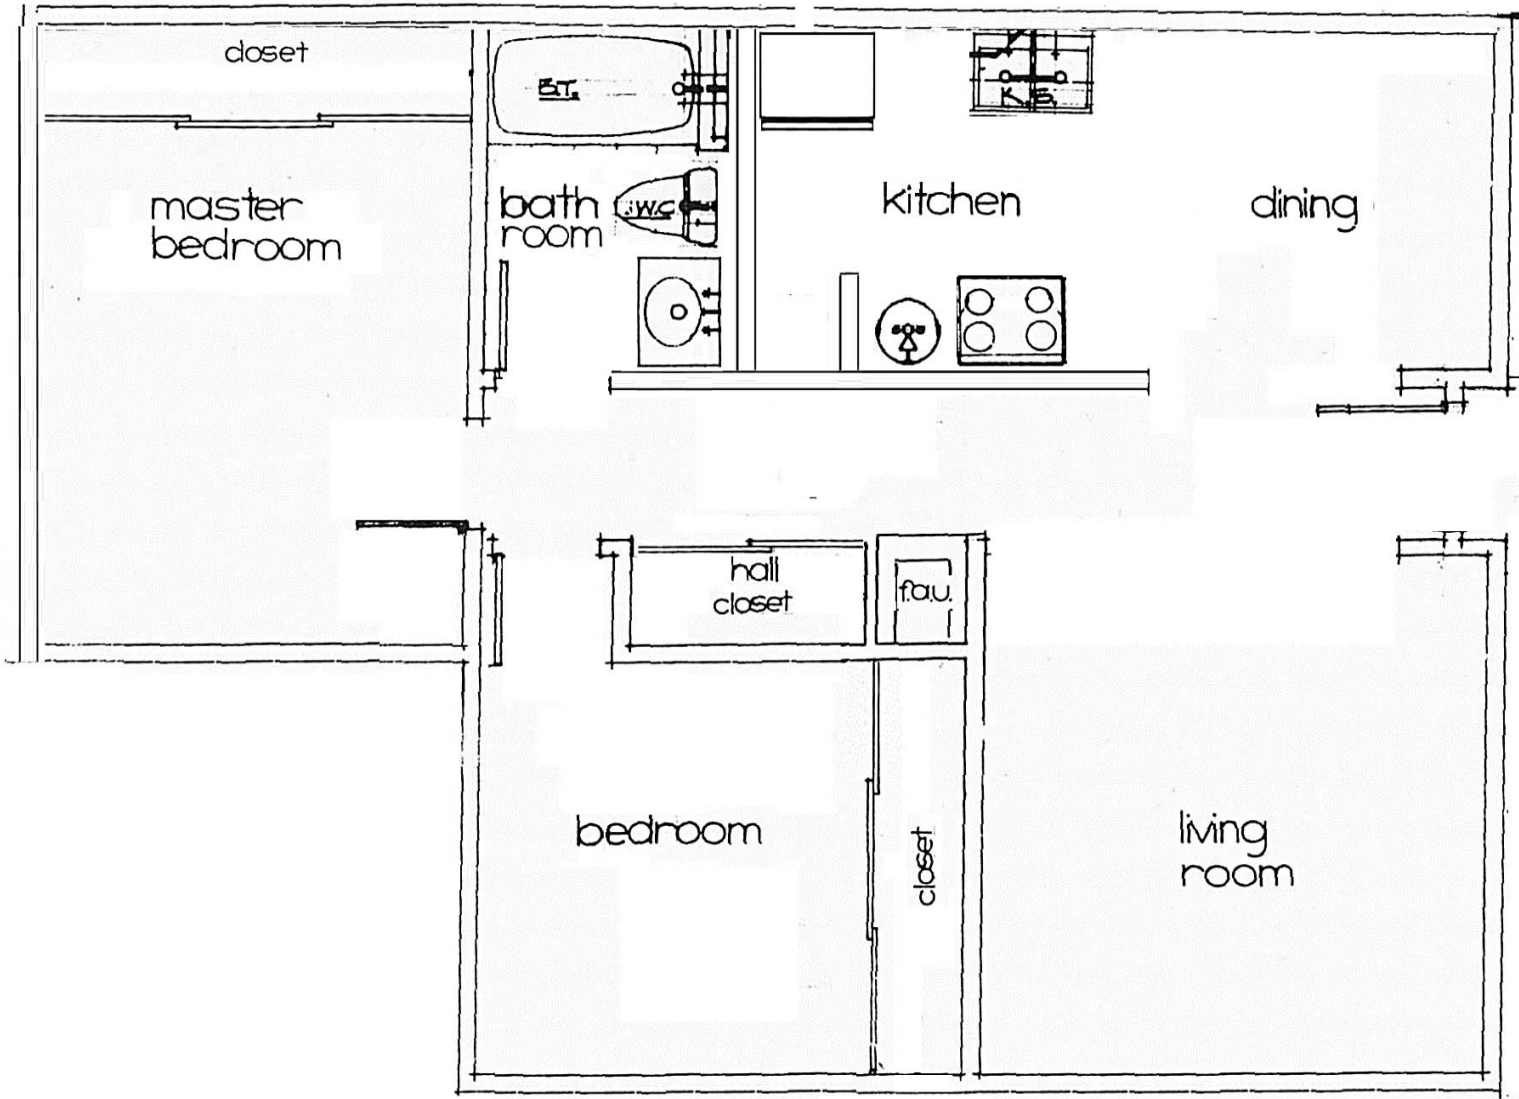 closet
B.T.
master
bedroom
bath
room
W.C.
K.S.
kitchen
dining
hall
closet
f.a.u.
bedroom
closet
living
room